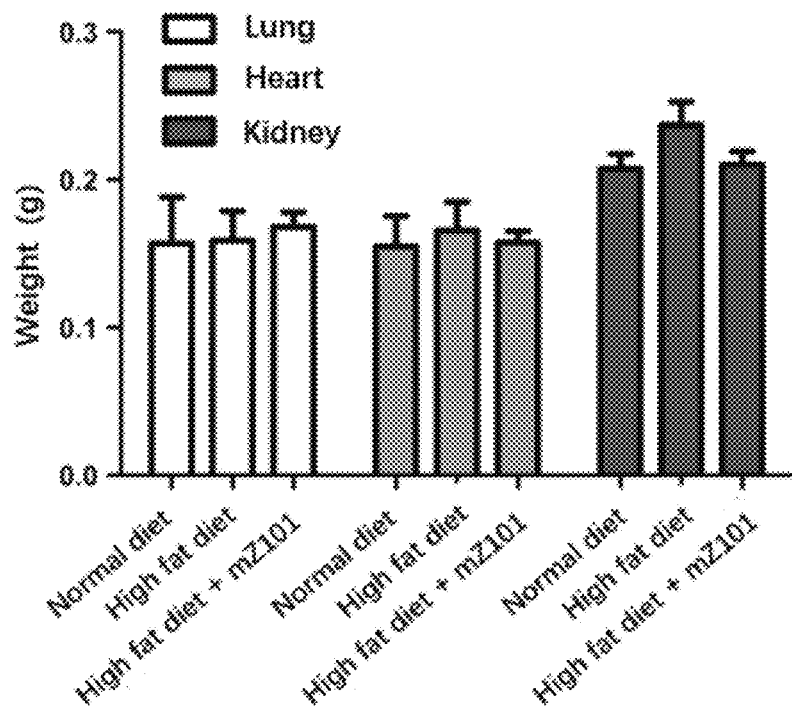 Lung
Heart
Kidney
Weight (g)
0.3
0.2
0.1
0.0
Normal diet
High fat diet
High fat diet + mZ101
Normal diet
High fat diet
High fat diet + mZ101
Normal diet
High fat diet
High fat diet + mZ101